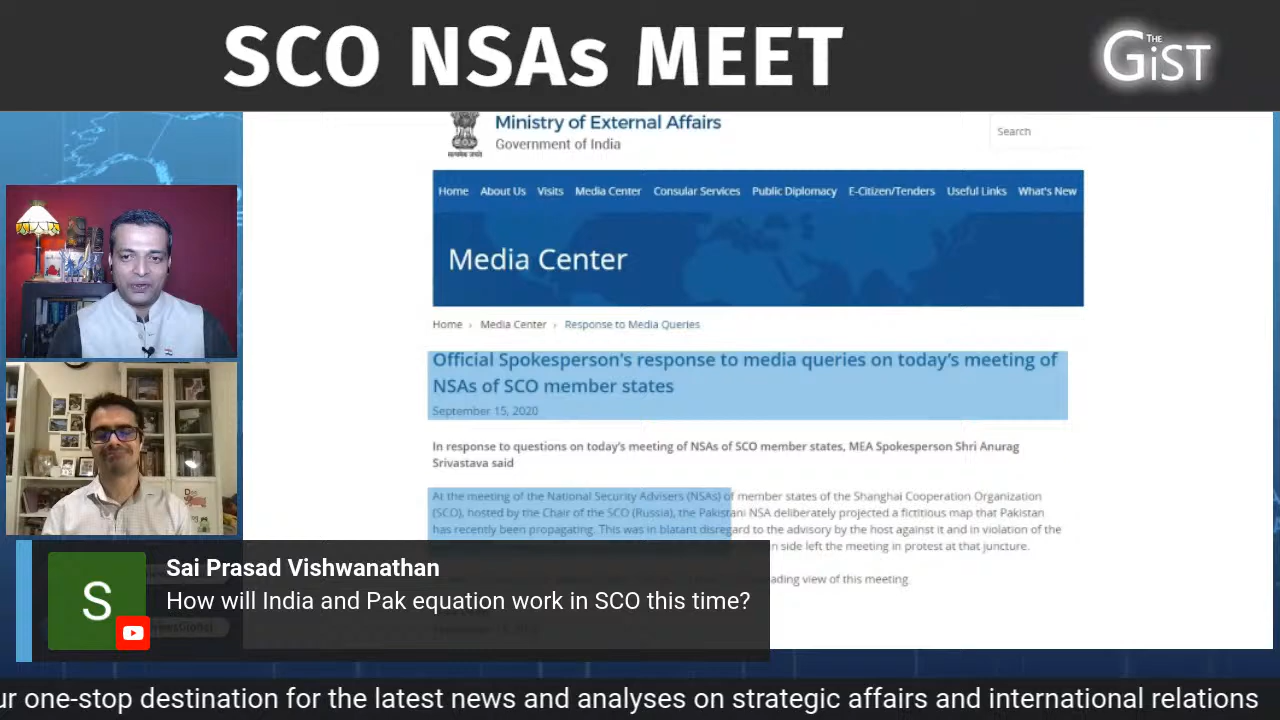 SCO NSAs MEET
THE
GiST
Ministry of External Affairs
Government of India
Search
Home About Us Visits Media Center Consular Services Public Diplomacy E-Citizen/Tenders Useful Links What's New
Media Center
Home › Media Center › Response to Media Queries
Official Spokesperson's response to media queries on today's meeting of
NSAs of SCO member states
September 15, 2020
In response to questions on today's meeting of NSAs of SCO member states, MEA Spokesperson Shri Anurag
Srivastava said
At the meeting of the National Security Advisers (NSAs) of member states of the Shanghai Cooperation Organization
(SCO), hosted by the Chair of the SCO (Russia), the Pakistani NSA deliberately projected a fictitious map that Pakistan
has recently been propagating. This was in blatant disregard to the advisory by the host against it and in violation of the
n side left the meeting in protest at that juncture.
ading view of this meeting
S
Sai Prasad Vishwanathan
How will India and Pak equation work in SCO this time?
ur one-stop destination for the latest news and analyses on strategic affairs and international relations